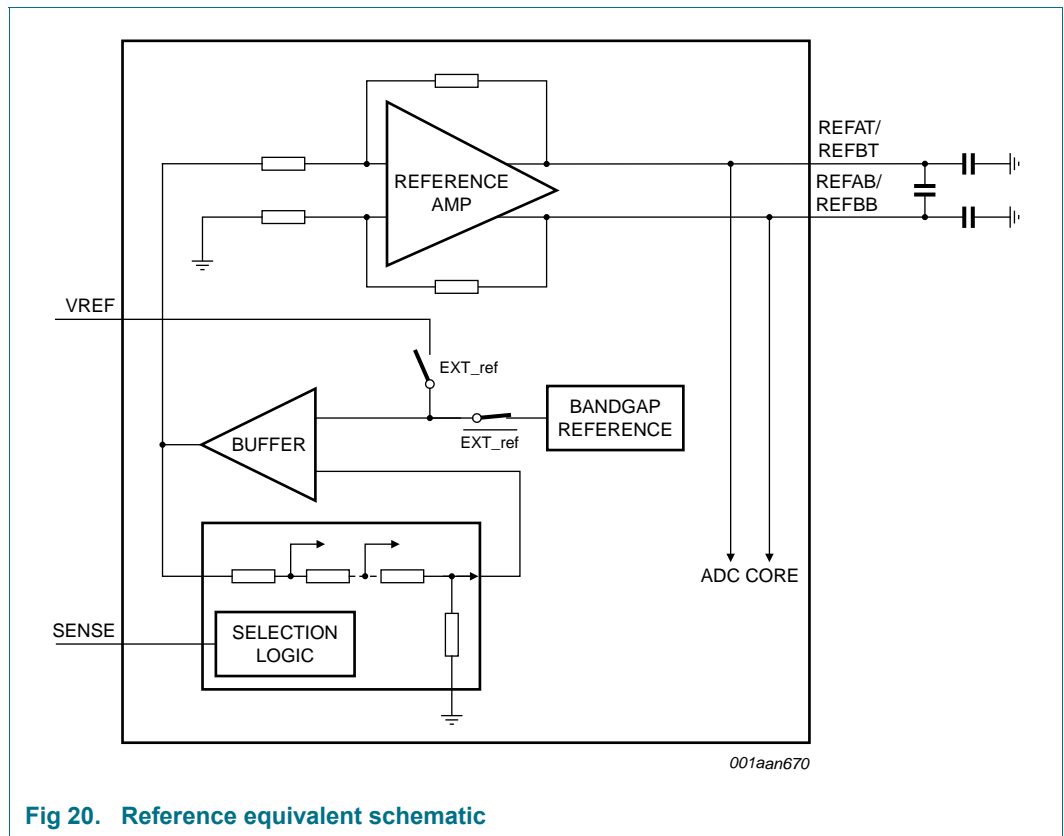 REFAT/
REFBT
REFERENCE
AMP
REFAB/
REFBB
VREF
EXT_ref
BANDGAP
REFERENCE
BUFFER
EXT_ref
ADC CORE
SENSE
SELECTION
LOGIC
001aan670
Fig 20. Reference equivalent schematic